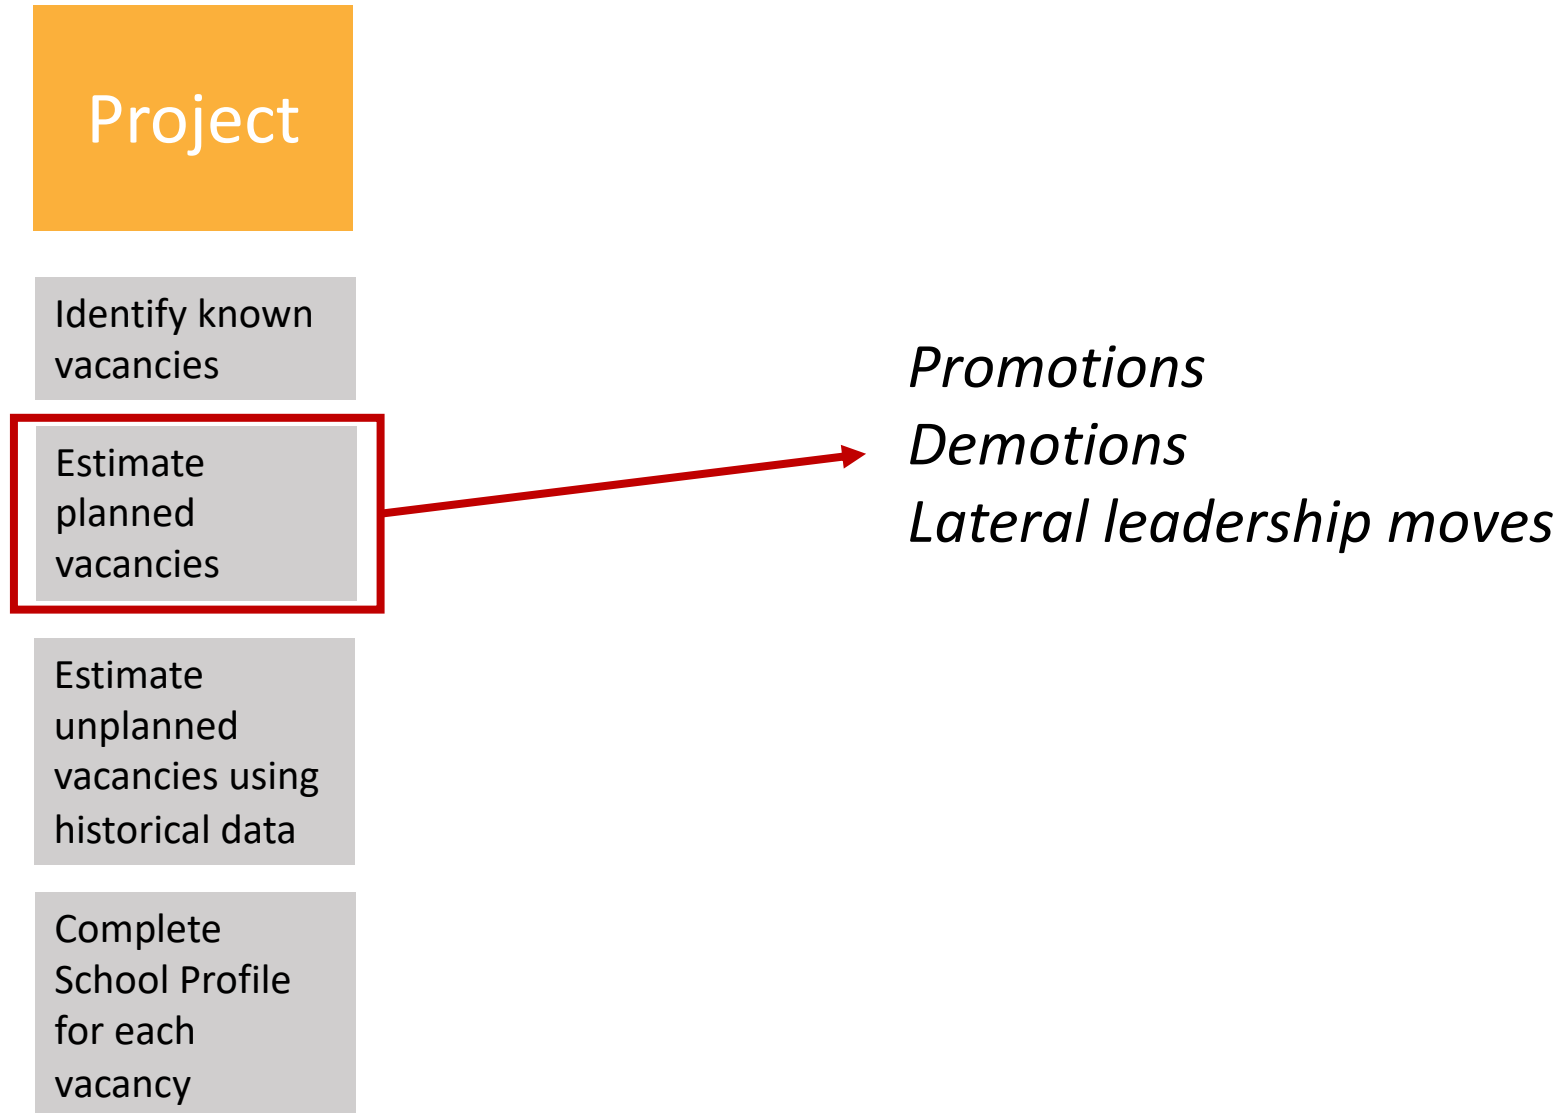 Project
Identify known
vacancies
Estimate
planned
vacancies
Promotions
Demotions
Lateral leadership moves
Estimate
unplanned
vacancies using
historical data
Complete
School Profile
for each
vacancy